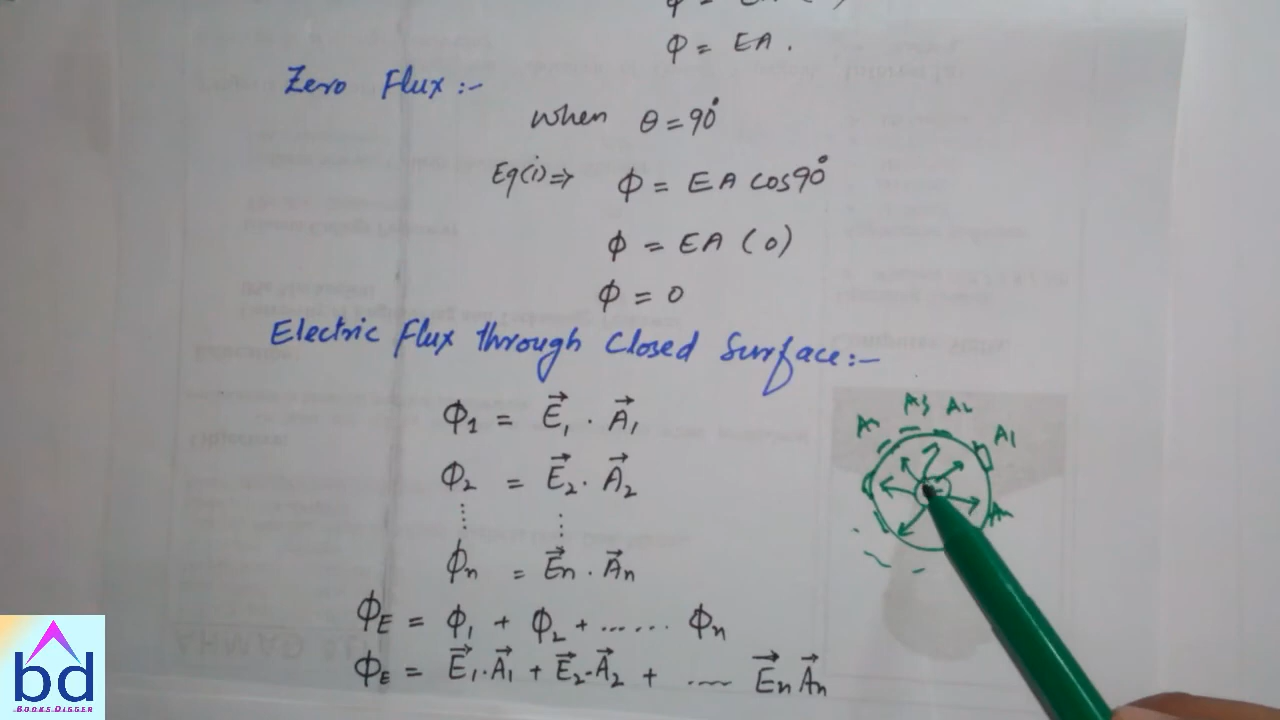 φ = EA.
Zero Flux :-
when θ = 90°
Eq(i) ⇒ φ = EA cos 90°
φ = EA (0)
φ = 0
Electric Flux through Closed Surface :-
φ1 = E⃗1 . A⃗1
φ2 = E⃗2 . A⃗2
⋮ ⋮
φn = E⃗n . A⃗n
φE = φ1 + φ2 + ...... φn
φE = E⃗1.A⃗1 + E⃗2.A⃗2 + .... E⃗n A⃗n
A3 A2
A1
An
bd
BOOKS DIGGER